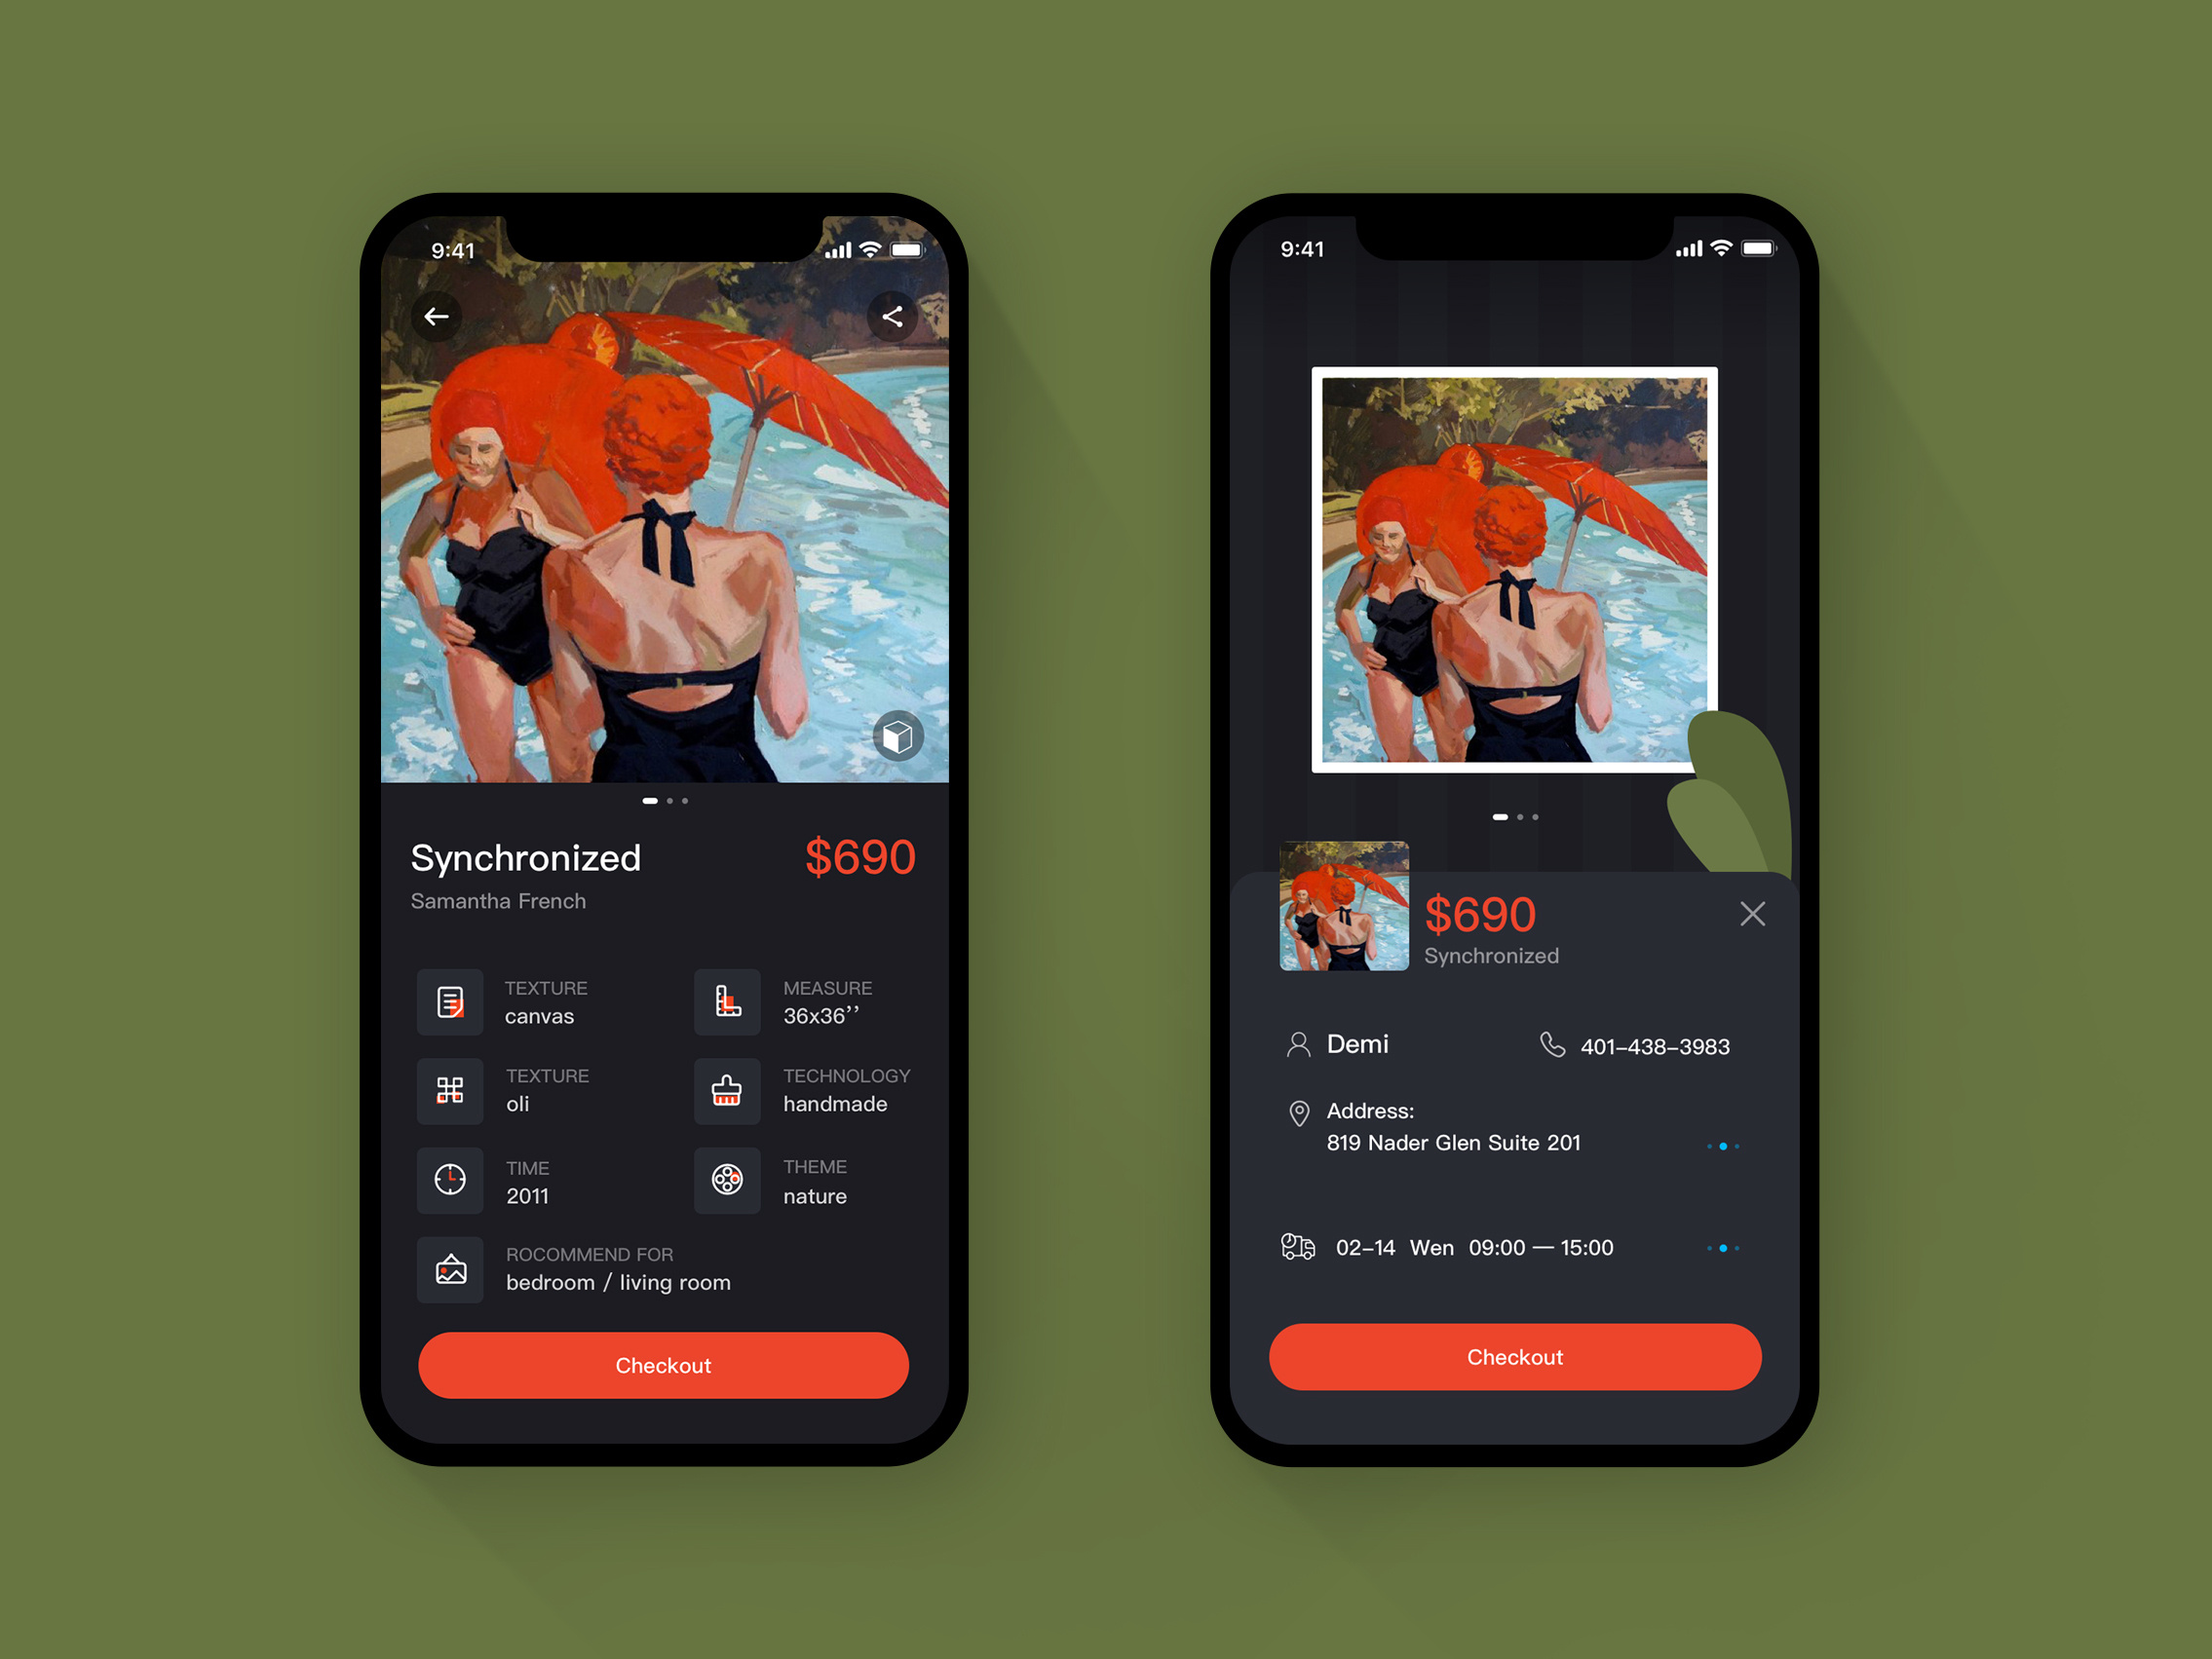 9:41
Synchronized
$690
Samantha French
TEXTURE
canvas
MEASURE
36x36’’
TEXTURE
oli
TECHNOLOGY
handmade
TIME
2011
THEME
nature
ROCOMMEND FOR
bedroom / living room
Checkout
9:41
$690
Synchronized
Demi
401-438-3983
Address:
819 Nader Glen Suite 201
02-14 Wen 09:00 — 15:00
Checkout